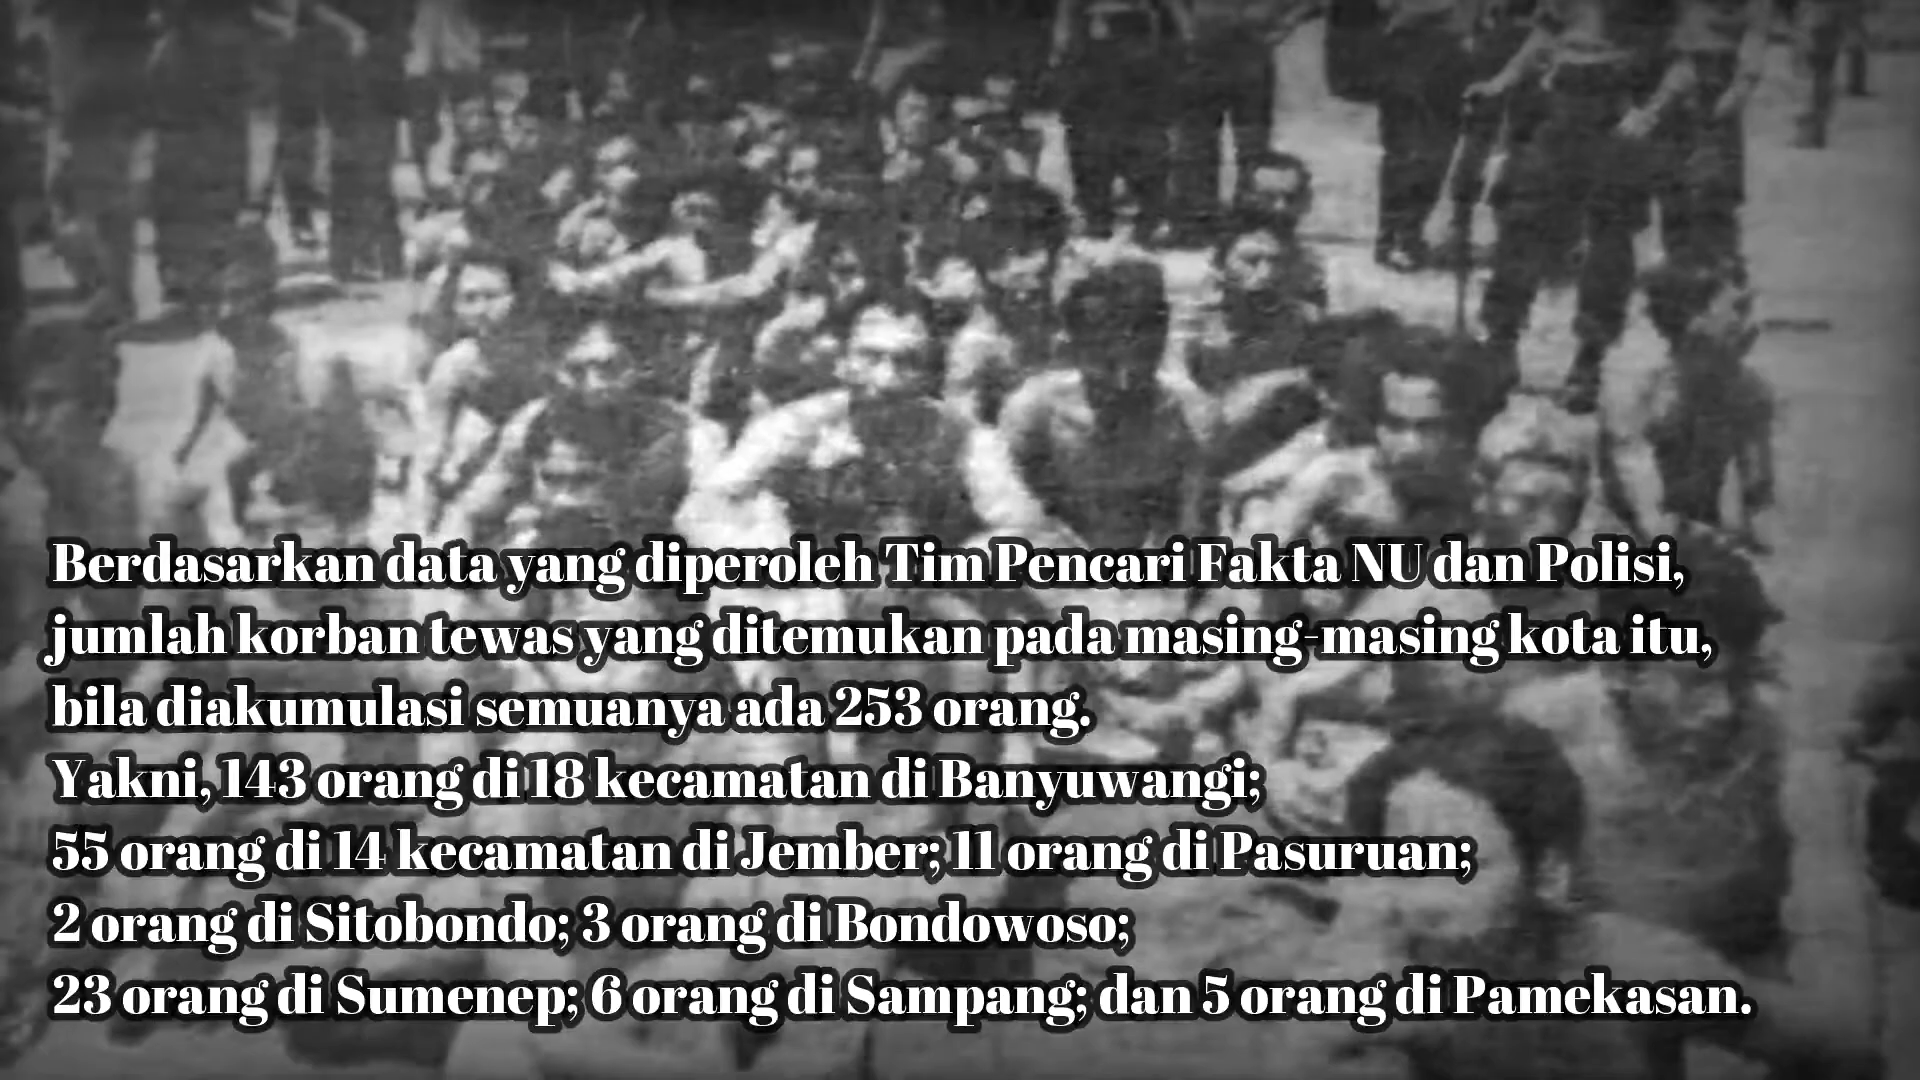 Berdasarkan data yang diperoleh Tim Pencari Fakta NU dan Polisi,
jumlah korban tewas yang ditemukan pada masing-masing kota itu,
bila diakumulasi semuanya ada 253 orang.
Yakni, 143 orang di 18 kecamatan di Banyuwangi;
55 orang di 14 kecamatan di Jember; 11 orang di Pasuruan;
2 orang di Sitobondo; 3 orang di Bondowoso;
23 orang di Sumenep; 6 orang di Sampang; dan 5 orang di Pamekasan.